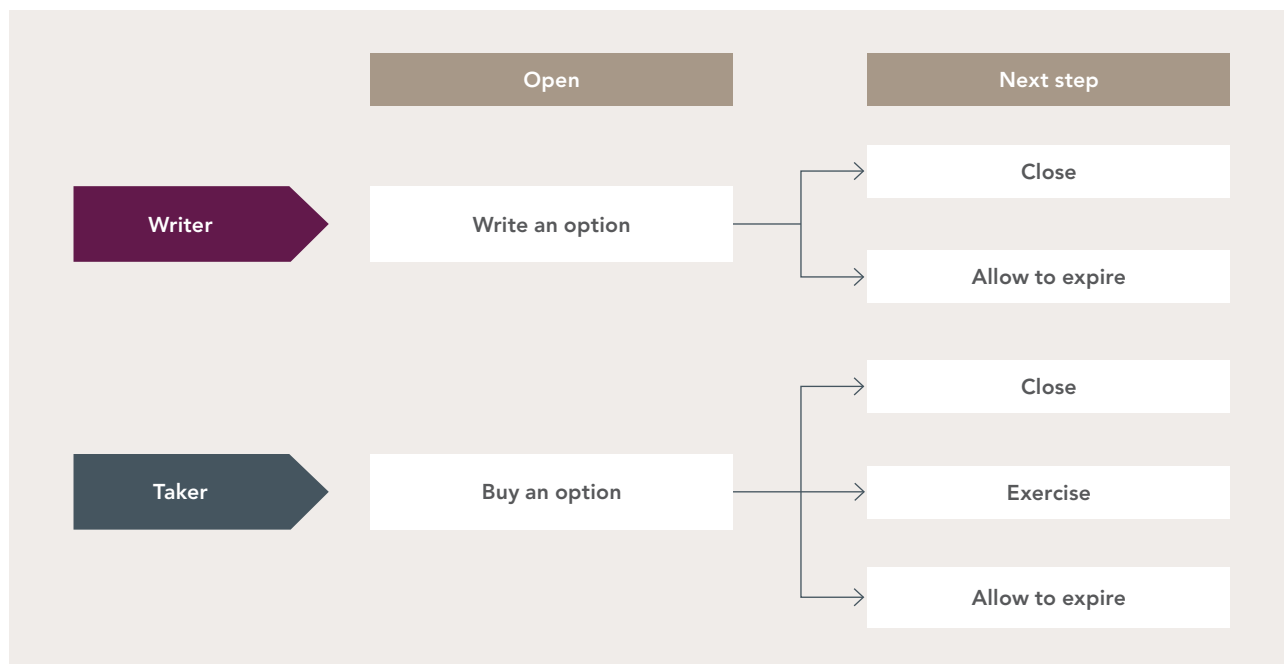 Open
Next step
Writer
Write an option
Close
Allow to expire
Taker
Buy an option
Close
Exercise
Allow to expire